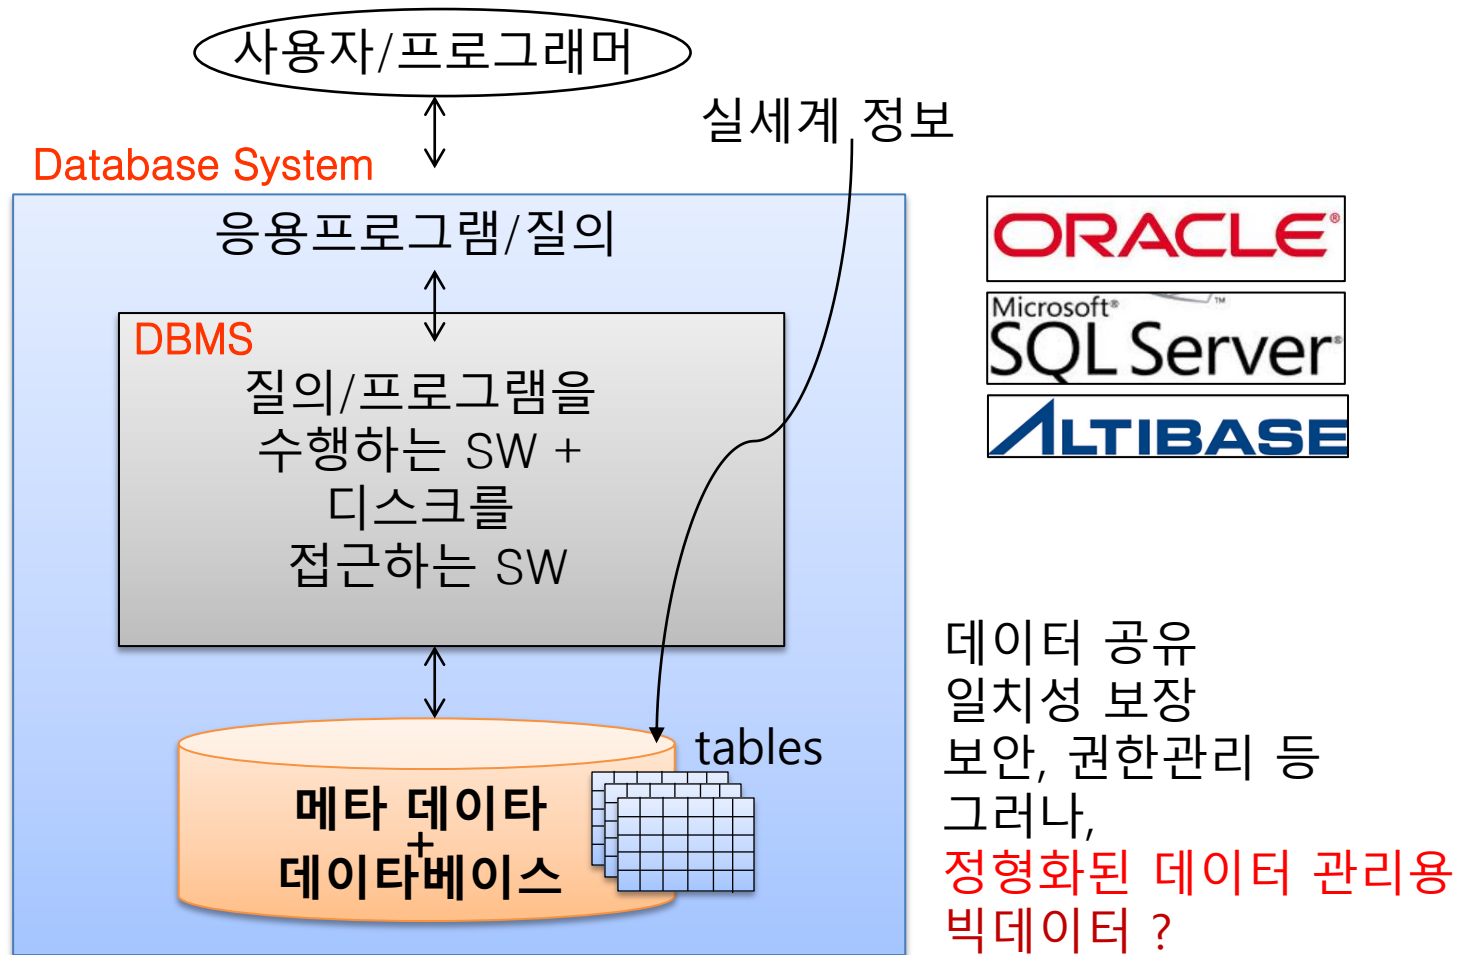 사용자/프로그래머
실세계 정보
Database System
응용프로그램/질의
DBMS
질의/프로그램을
수행하는 SW +
디스크를
접근하는 SW
tables
메타 데이타
+
데이타베이스
ORACLE®
Microsoft®
™
SQL Server®
ALTIBASE
데이터 공유
일치성 보장
보안, 권한관리 등
그러나,
정형화된 데이터 관리용
빅데이터 ?